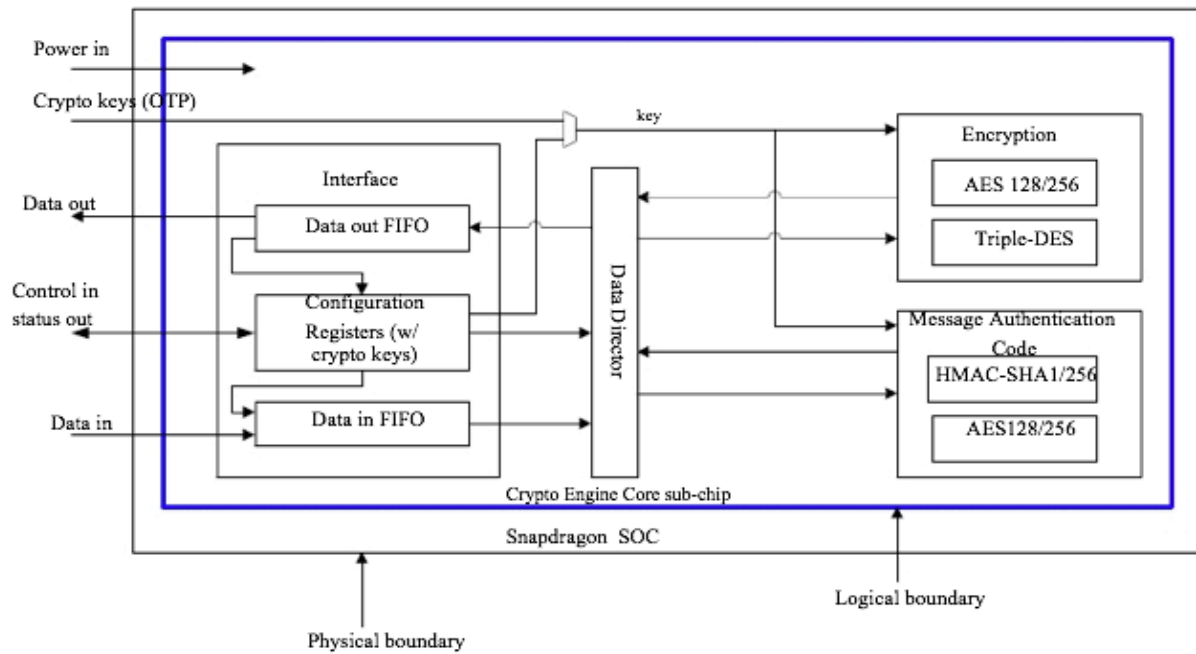 Power in
Crypto keys (OTP)
key
Encryption
AES 128/256
Triple-DES
Interface
Data out
Data out FIFO
Control in
status out
Configuration
Registers (w/
crypto keys)
Data in
Data in FIFO
Data Director
Message Authentication
Code
HMAC-SHA1/256
AES128/256
Crypto Engine Core sub-chip
Snapdragon SOC
Logical boundary
Physical boundary